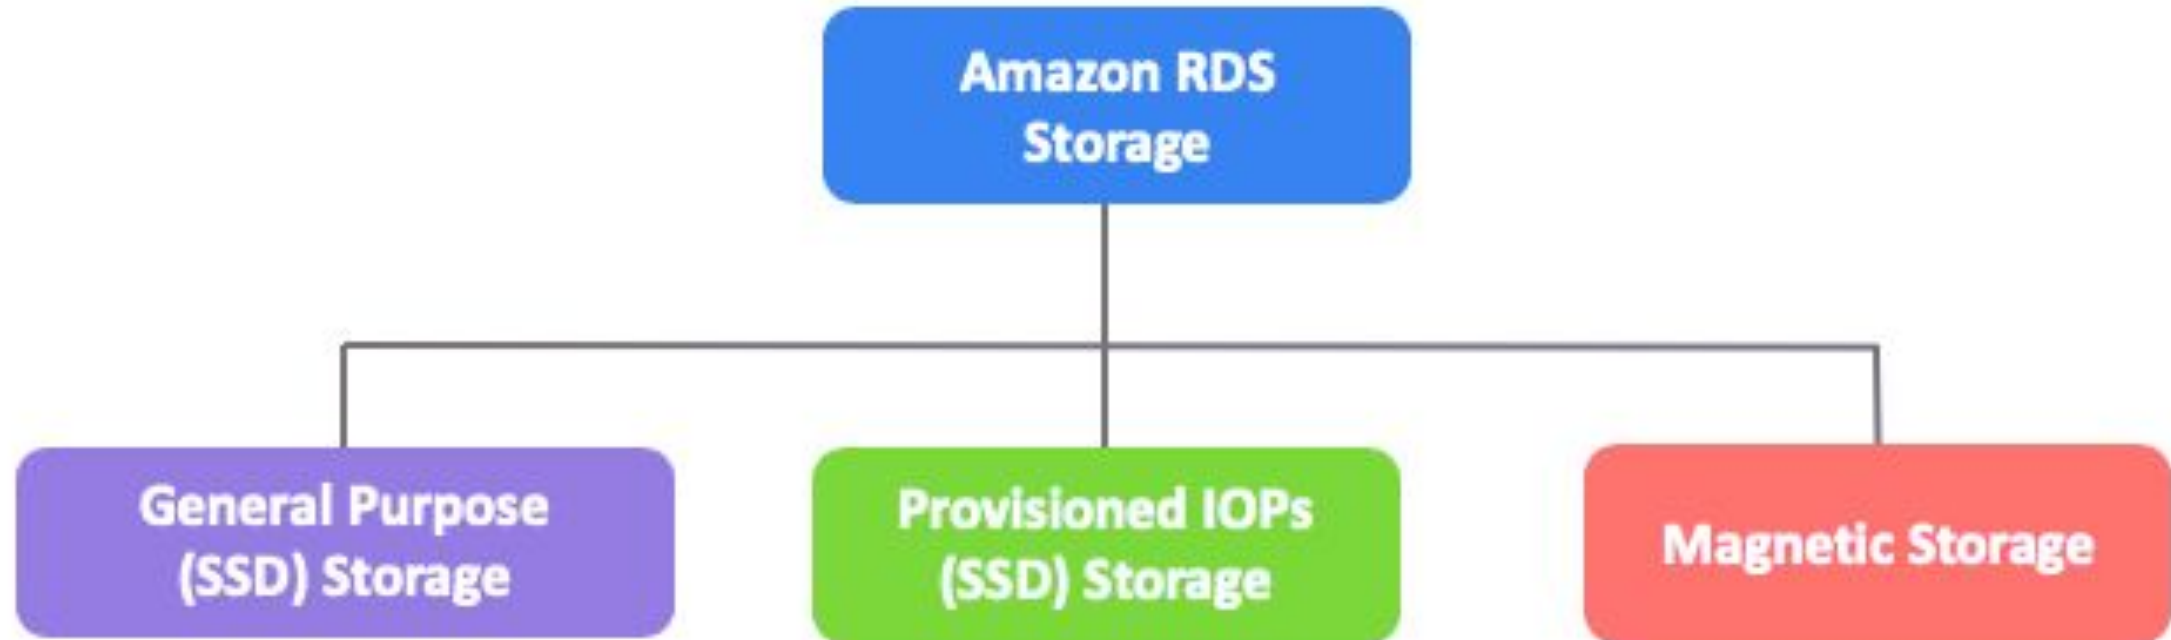 Amazon RDS
Storage
General Purpose
(SSD) Storage
Provisioned IOPs
(SSD) Storage
Magnetic Storage